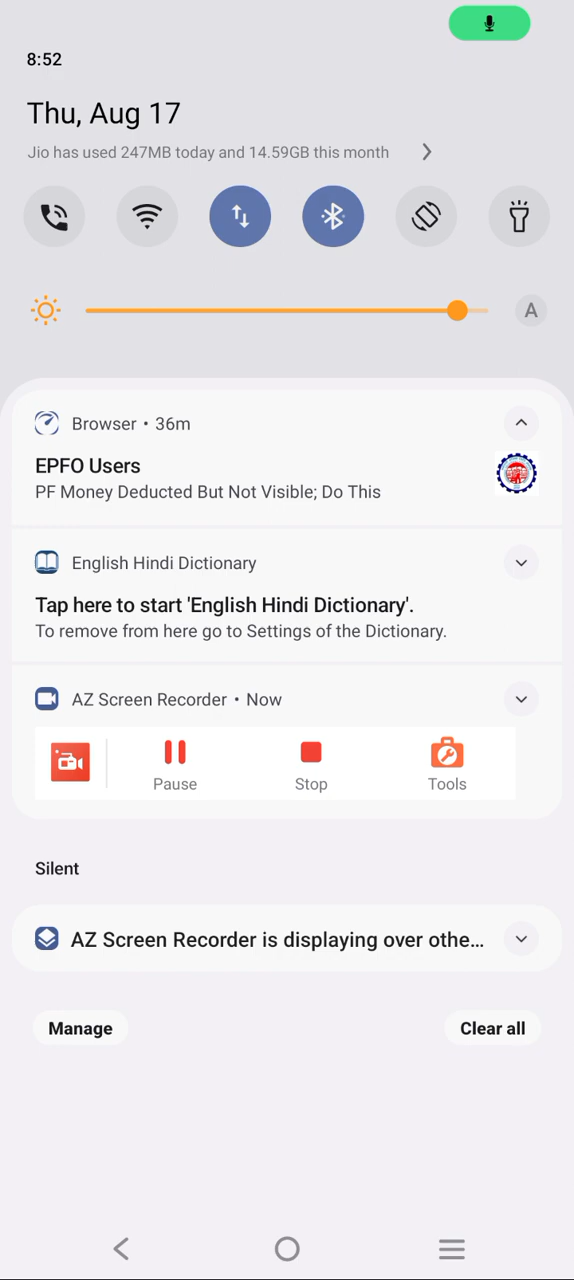 8:52
Thu, Aug 17
Jio has used 247MB today and 14.59GB this month
A
Browser • 36m
EPFO Users
PF Money Deducted But Not Visible; Do This
English Hindi Dictionary
Tap here to start 'English Hindi Dictionary'.
To remove from here go to Settings of the Dictionary.
AZ Screen Recorder • Now
Pause Stop Tools
Silent
AZ Screen Recorder is displaying over othe...
Manage Clear all